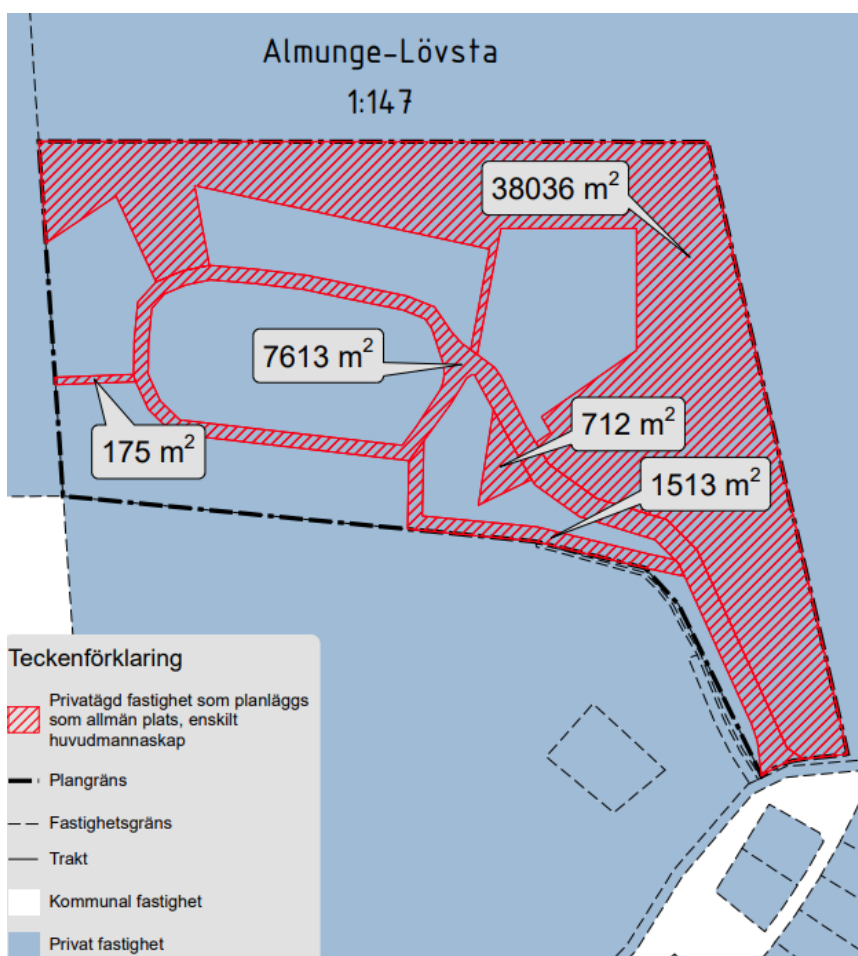 Almunge-Lövsta
1:147
38036 m²
7613 m²
712 m²
175 m²
1513 m²
Teckenförklaring
Privatägd fastighet som planläggs
som allmän plats, enskilt
huvudmannaskap
Plangräns
Fastighetsgräns
Trakt
Kommunal fastighet
Privat fastighet